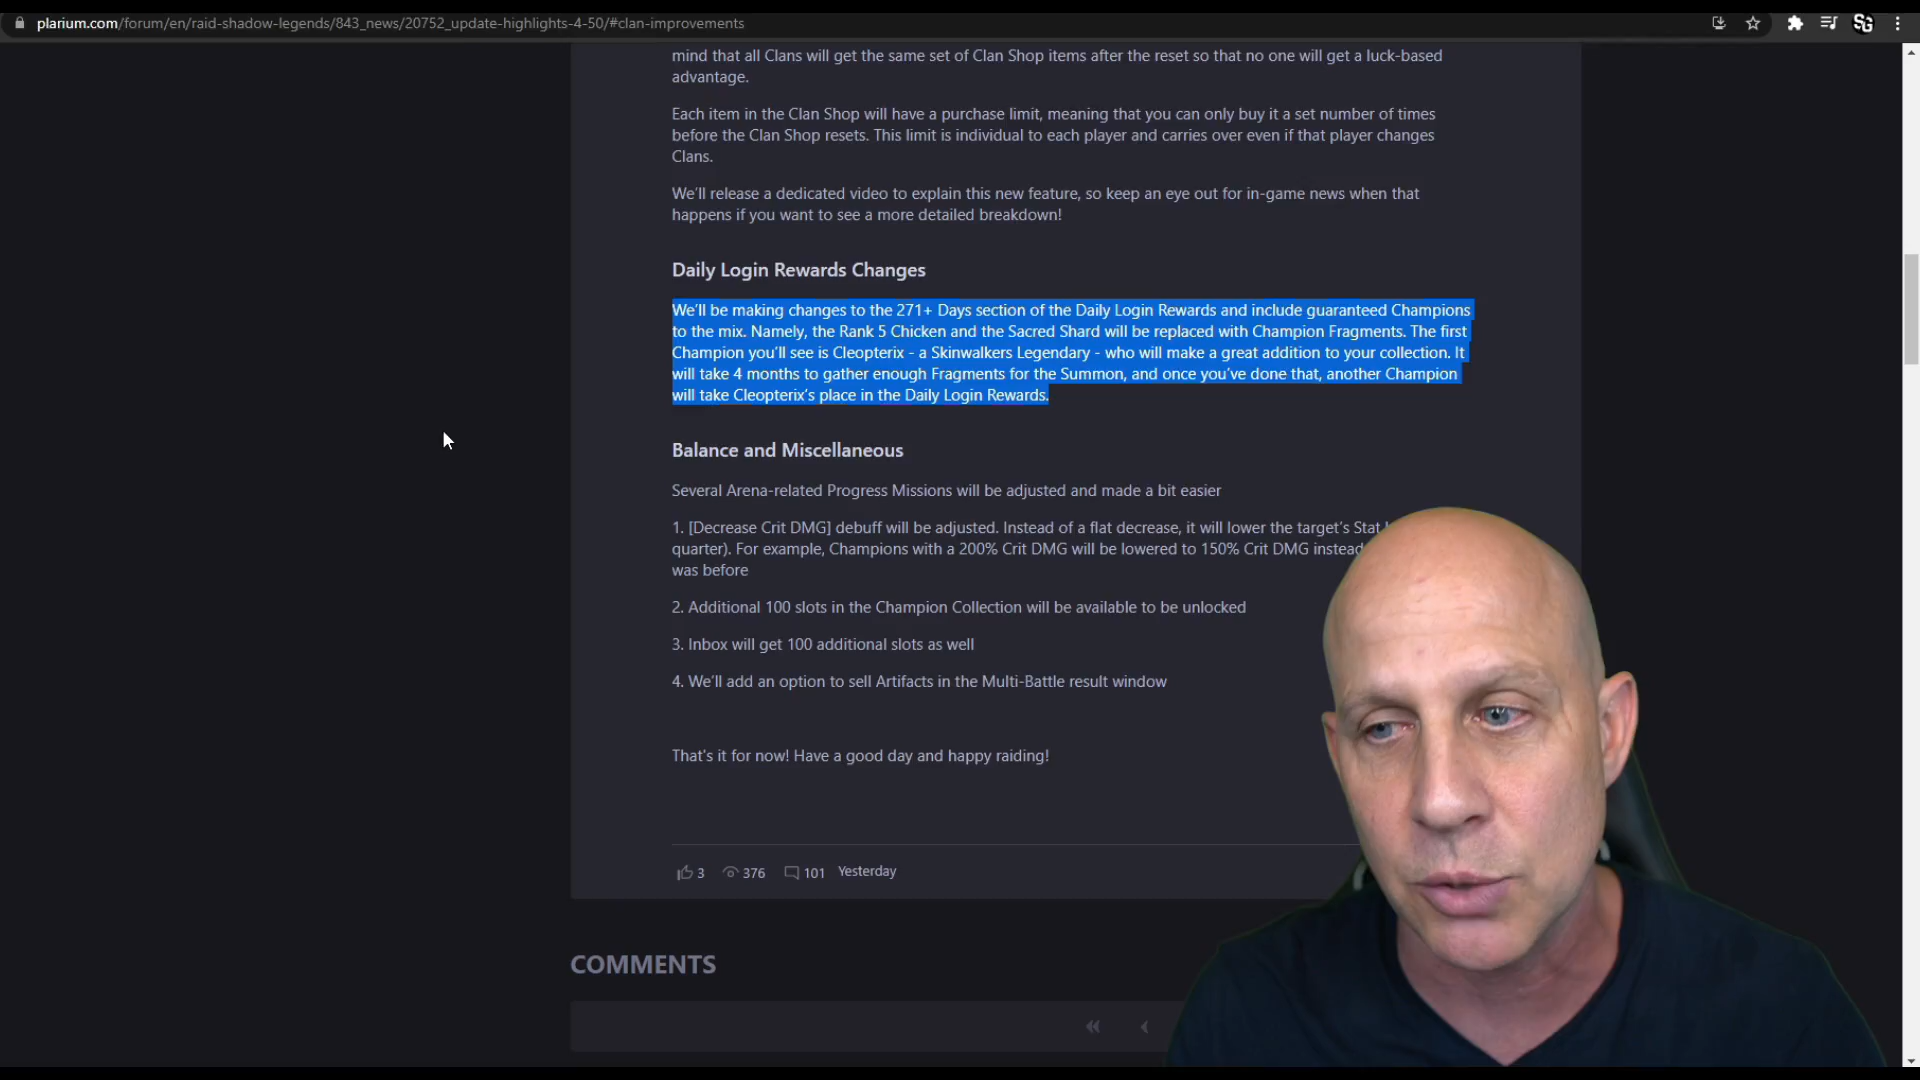 plarium.com/forum/en/raid-shadow-legends/843_news/20752_update-highlights-4-50/#clan-improvements
SG
mind that all Clans will get the same set of Clan Shop items after the reset so that no one will get a luck-based
advantage.
Each item in the Clan Shop will have a purchase limit, meaning that you can only buy it a set number of times
before the Clan Shop resets. This limit is individual to each player and carries over even if that player changes
Clans.
We'll release a dedicated video to explain this new feature, so keep an eye out for in-game news when that
happens if you want to see a more detailed breakdown!
Daily Login Rewards Changes
We'll be making changes to the 271+ Days section of the Daily Login Rewards and include guaranteed Champions
to the mix. Namely, the Rank 5 Chicken and the Sacred Shard will be replaced with Champion Fragments. The first
Champion you'll see is Cleopterix - a Skinwalkers Legendary - who will make a great addition to your collection. It
will take 4 months to gather enough Fragments for the Summon, and once you've done that, another Champion
will take Cleopterix's place in the Daily Login Rewards.
Balance and Miscellaneous
Several Arena-related Progress Missions will be adjusted and made a bit easier
1. [Decrease Crit DMG] debuff will be adjusted. Instead of a flat decrease, it will lower the target's Stat
quarter). For example, Champions with a 200% Crit DMG will be lowered to 150% Crit DMG instead
was before
2. Additional 100 slots in the Champion Collection will be available to be unlocked
3. Inbox will get 100 additional slots as well
4. We'll add an option to sell Artifacts in the Multi-Battle result window
That's it for now! Have a good day and happy raiding!
3 376 101 Yesterday
COMMENTS